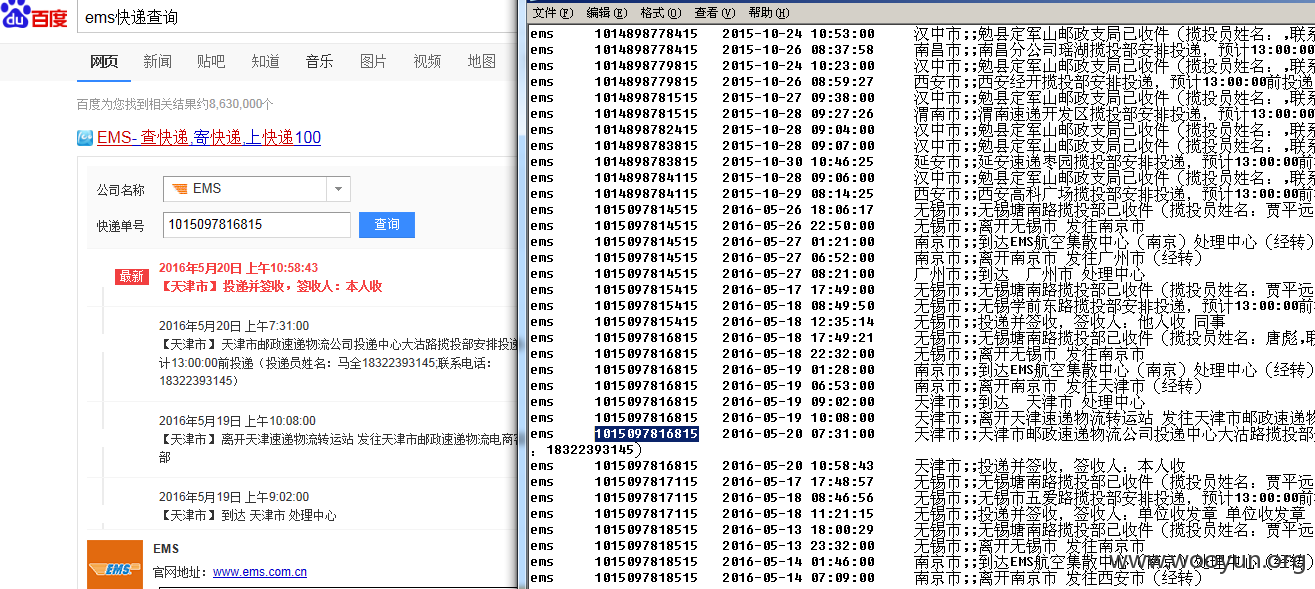 Bai du 百度
ems快递查询
网页 新闻 贴吧 知道 音乐 图片 视频 地图
百度为您找到相关结果约8,630,000个
EMS- 查快递,寄快递,上快递100
公司名称 EMS
快递单号 1015097816815 查询
最新
2016年5月20日 上午10:58:43
【天津市】投递并签收，签收人：本人收
2016年5月20日 上午7:31:00
【天津市】天津市邮政速递物流公司投递中心大沽路揽投部安排投递
计13:00:00前投递（投递员姓名：马全18322393145;联系电话：
18322393145）
2016年5月19日 上午10:08:00
【天津市】离开天津速递物流转运站 发往天津市邮政速递物流电商
部
2016年5月19日 上午9:02:00
【天津市】到达 天津市 处理中心
EMS
EMS
官网地址：www.ems.com.cn
文件(F) 编辑(E) 格式(O) 查看(V) 帮助(H)
ems 1014898778415 2015-10-24 10:53:00 汉中市;;勉县定军山邮政支局已收件（揽投员姓名：,联系
ems 1014898778415 2015-10-26 08:37:58 南昌市;;南昌分公司瑶湖揽投部安排投递，预计13:00:00
ems 1014898779815 2015-10-24 10:23:00 汉中市;;勉县定军山邮政支局已收件（揽投员姓名：,联系
ems 1014898779815 2015-10-26 08:59:27 西安市;;西安经开揽投部安排投递，预计13:00:00前投递
ems 1014898781515 2015-10-27 09:38:00 汉中市;;勉县定军山邮政支局已收件（揽投员姓名：,联系
ems 1014898781515 2015-10-28 09:27:26 渭南市;;渭南速递开发区揽投部安排投递，预计13:00:00
ems 1014898782415 2015-10-28 09:04:00 汉中市;;勉县定军山邮政支局已收件（揽投员姓名：,联系
ems 1014898783815 2015-10-28 09:07:00 汉中市;;勉县定军山邮政支局已收件（揽投员姓名：,联系
ems 1014898783815 2015-10-30 10:46:25 延安市;;延安速递枣园揽投部安排投递，预计13:00:00前
ems 1014898784115 2015-10-28 09:06:00 汉中市;;勉县定军山邮政支局已收件（揽投员姓名：,联系
ems 1014898784115 2015-10-29 08:14:25 西安市;;西安高科广场揽投部安排投递，预计13:00:00前
ems 1015097814515 2016-05-26 18:06:17 无锡市;;无锡塘南路揽投部已收件（揽投员姓名：贾平远
ems 1015097814515 2016-05-26 22:50:00 无锡市;;离开无锡市 发往南京市
ems 1015097814515 2016-05-27 01:21:00 南京市;;到达EMS航空集散中心（南京）处理中心（经转）
ems 1015097814515 2016-05-27 06:52:00 南京市;;离开南京市 发往广州市（经转）
ems 1015097814515 2016-05-27 08:21:00 广州市;;到达 广州市 处理中心
ems 1015097815415 2016-05-17 17:49:00 无锡市;;无锡塘南路揽投部已收件（揽投员姓名：贾平远
ems 1015097815415 2016-05-18 08:49:50 无锡市;;无锡学前东路揽投部安排投递，预计13:00:00前
ems 1015097815415 2016-05-18 12:35:14 无锡市;;投递并签收，签收人：他人收 同事
ems 1015097816815 2016-05-18 17:49:21 无锡市;;无锡塘南路揽投部已收件（揽投员姓名：唐彪,联
ems 1015097816815 2016-05-18 22:32:00 无锡市;;离开无锡市 发往南京市
ems 1015097816815 2016-05-19 01:28:00 南京市;;到达EMS航空集散中心（南京）处理中心（经转）
ems 1015097816815 2016-05-19 06:53:00 南京市;;离开南京市 发往天津市（经转）
ems 1015097816815 2016-05-19 09:02:00 天津市;;到达 天津市 处理中心
ems 1015097816815 2016-05-19 10:08:00 天津市;;离开天津速递物流转运站 发往天津市邮政速递物
ems 1015097816815 2016-05-20 07:31:00 天津市;;天津市邮政速递物流公司投递中心大沽路揽投部
：18322393145）
ems 1015097816815 2016-05-20 10:58:43 天津市;;投递并签收，签收人：本人收
ems 1015097817115 2016-05-17 17:48:57 无锡市;;无锡塘南路揽投部已收件（揽投员姓名：贾平远
ems 1015097817115 2016-05-18 08:46:56 无锡市;;无锡市五爱路揽投部安排投递，预计13:00:00前
ems 1015097817115 2016-05-18 11:21:15 无锡市;;投递并签收，签收人：单位收发章 单位收发章
ems 1015097818515 2016-05-13 18:00:29 无锡市;;无锡塘南路揽投部已收件（揽投员姓名：贾平远
ems 1015097818515 2016-05-13 23:32:00 无锡市;;离开无锡市 发往南京市
ems 1015097818515 2016-05-14 01:46:00 南京市;;到达EMS航空集散中心（南京）处理中心（经转）
ems 1015097818515 2016-05-14 07:09:00 南京市;;离开南京市 发往西安市（经转）
www.wooyun.org